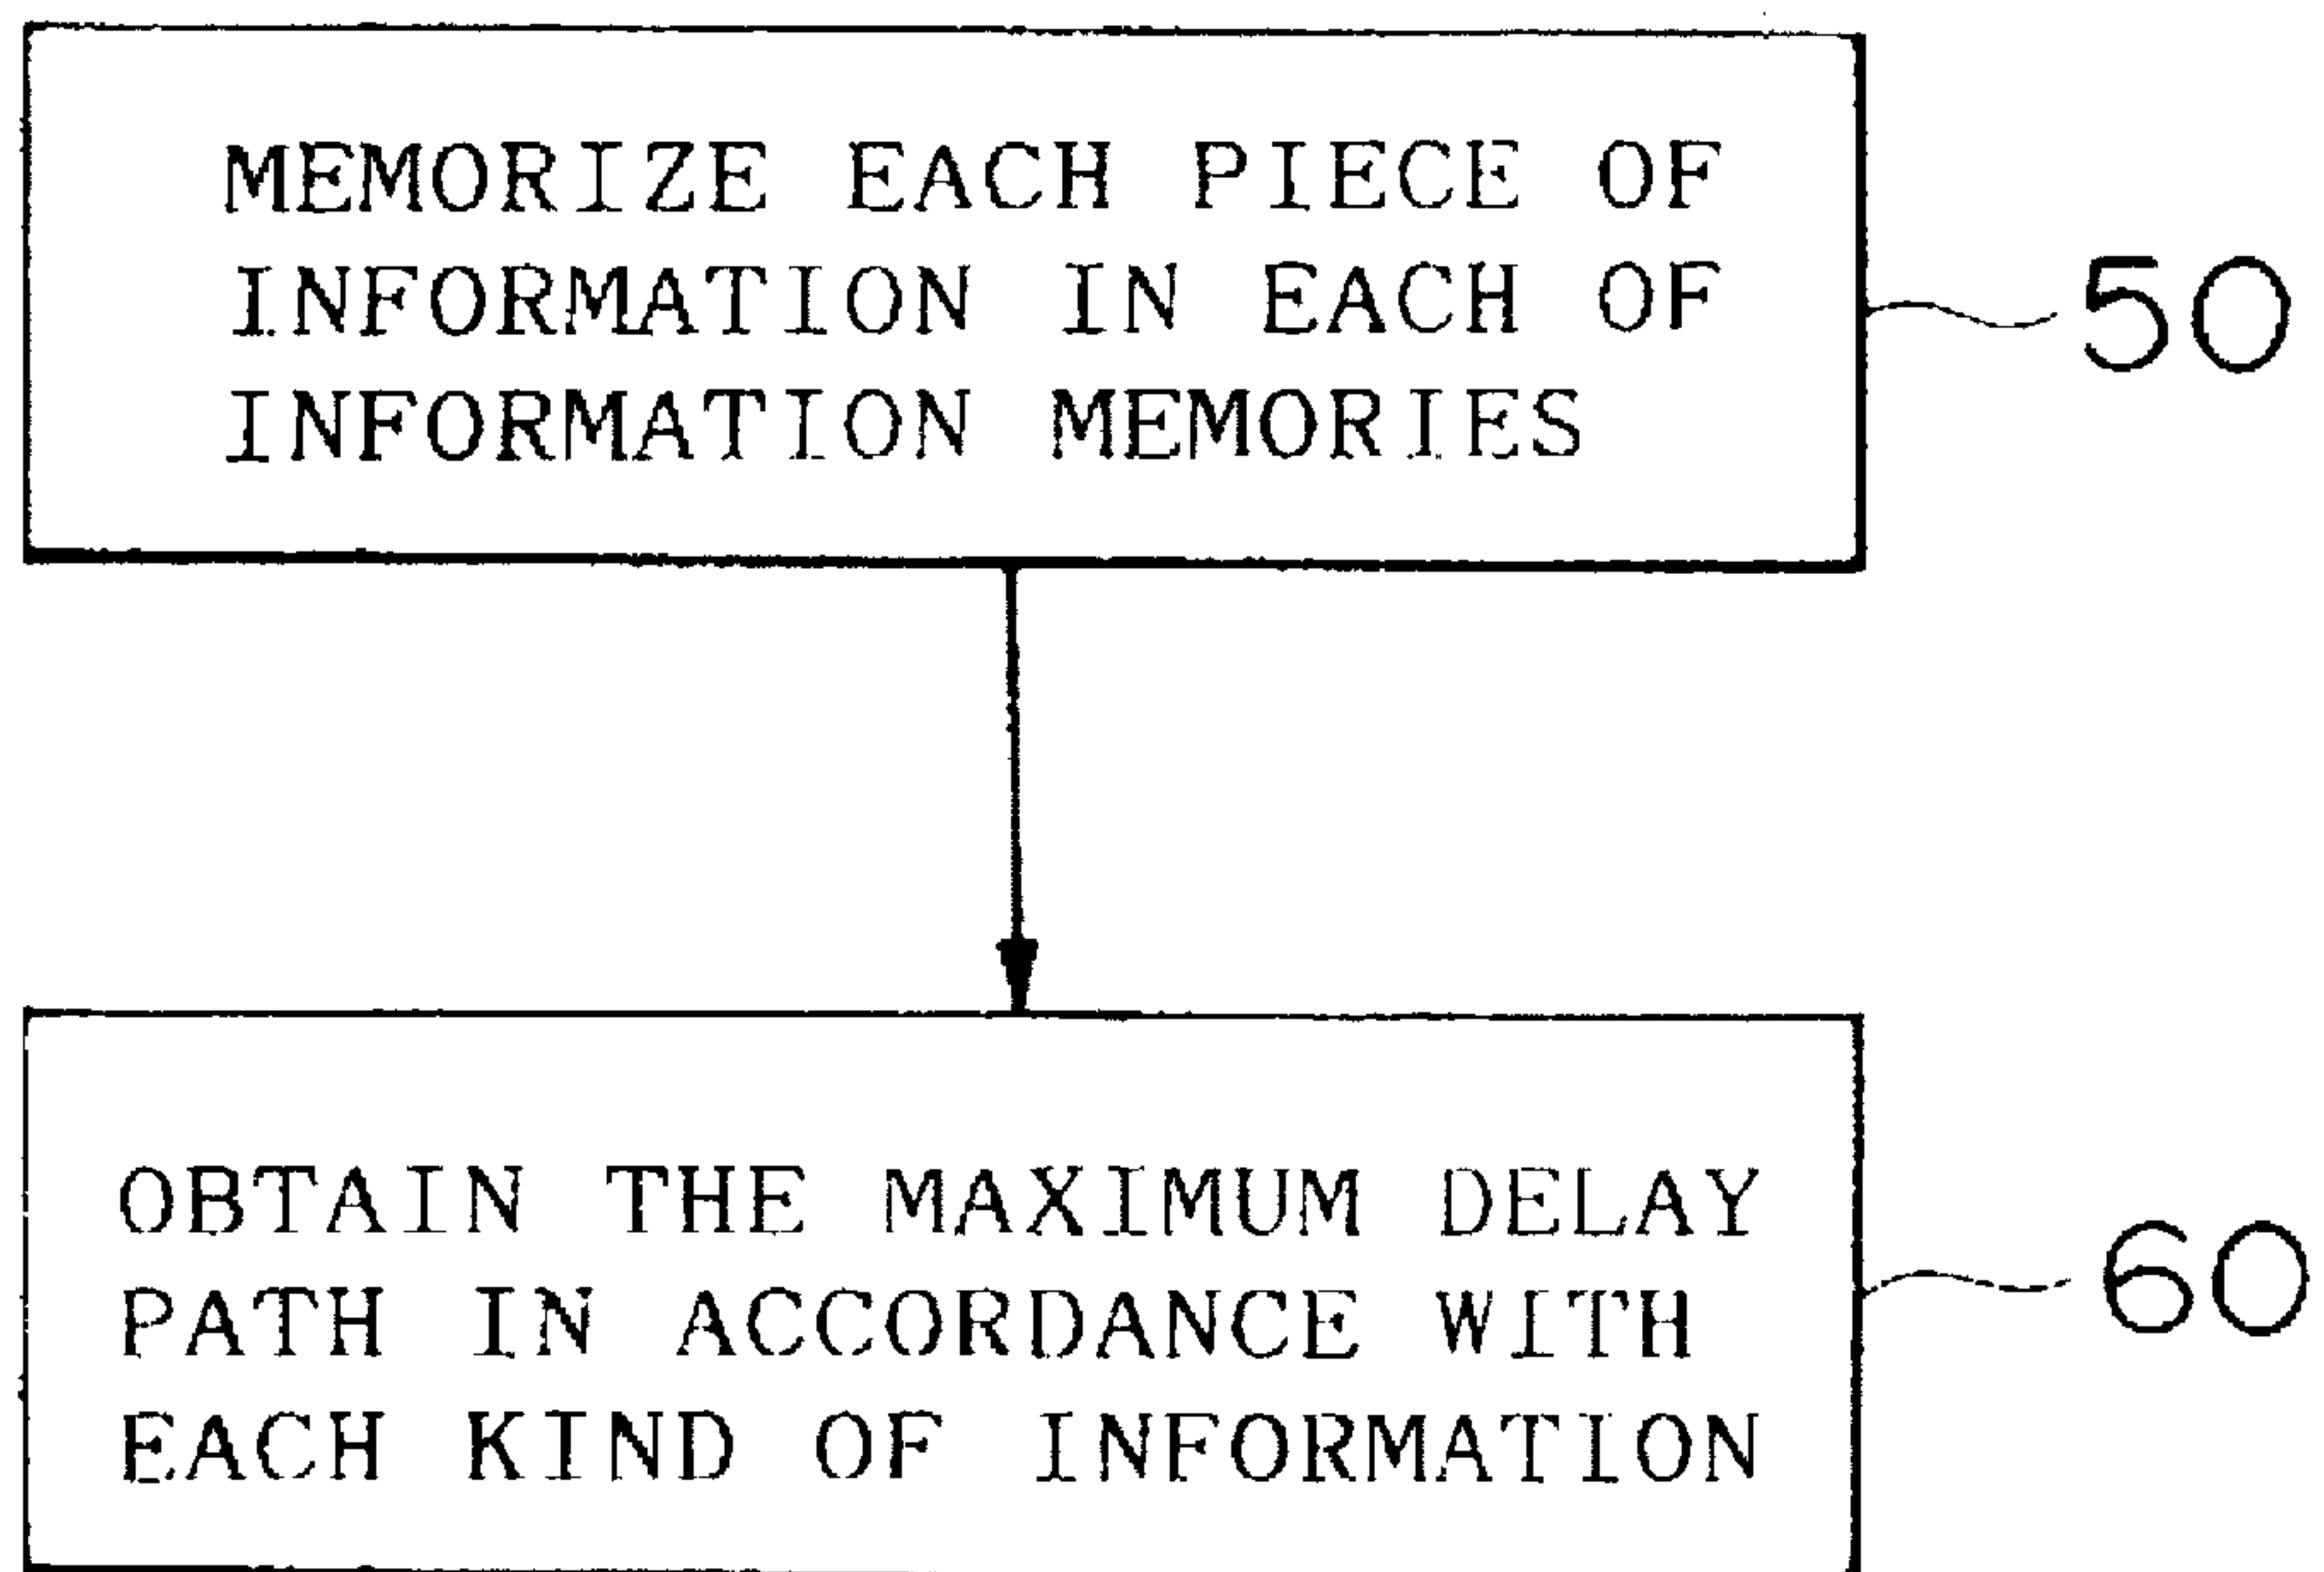 MEMORIZE EACH PIECE OF
INFORMATION IN EACH OF
INFORMATION MEMORIES
50
OBTAIN THE MAXIMUM DELAY
PATH IN ACCORDANCE WITH
EACH KIND OF INFORMATION
60